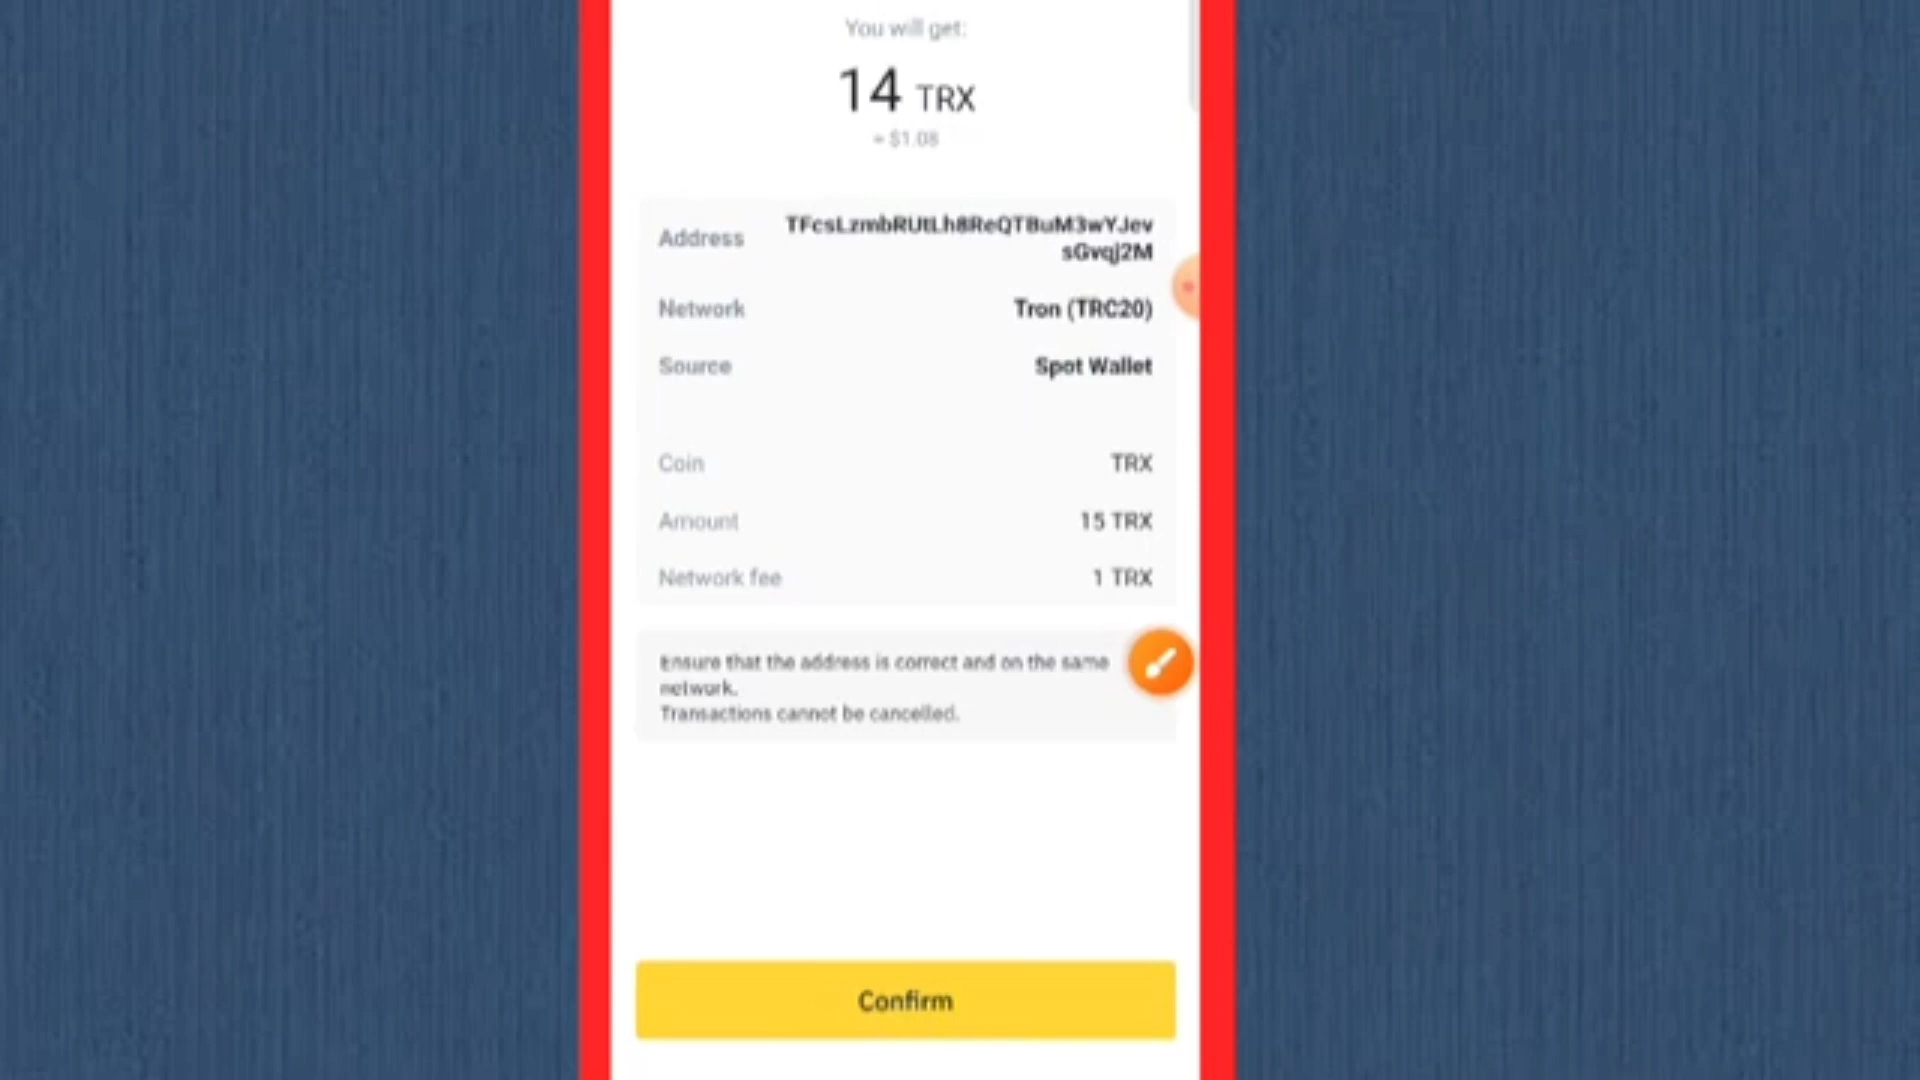 You will get:
14 TRX
≈ $1.08
Address
TFcsLzmbRUtLh8ReQTBuM3wYJev
sGvqj2M
Network
Tron (TRC20)
Source
Spot Wallet
Coin
TRX
Amount
15 TRX
Network fee
1 TRX
Ensure that the address is correct and on the same
network.
Transactions cannot be cancelled.
Confirm